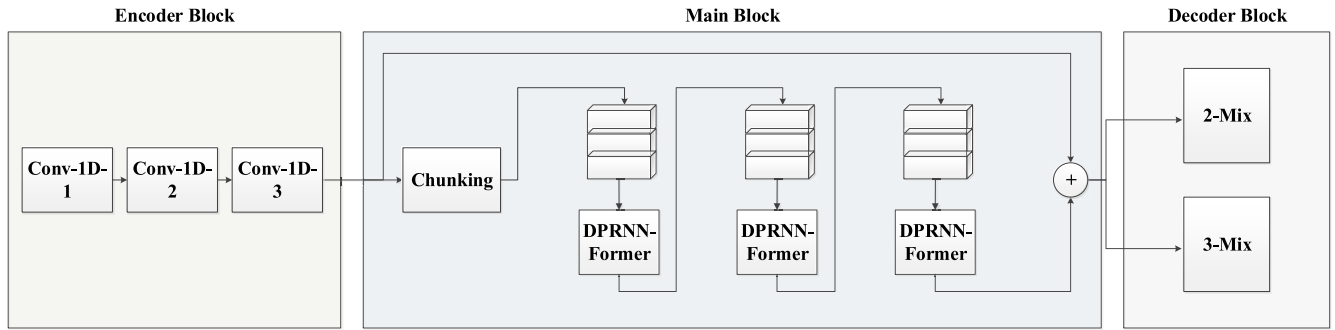 Encoder Block
Main Block
Decoder Block
Conv-1D-
1
Conv-1D-
2
Conv-1D-
3
Chunking
DPRNN-
Former
DPRNN-
Former
DPRNN-
Former
+
2-Mix
3-Mix